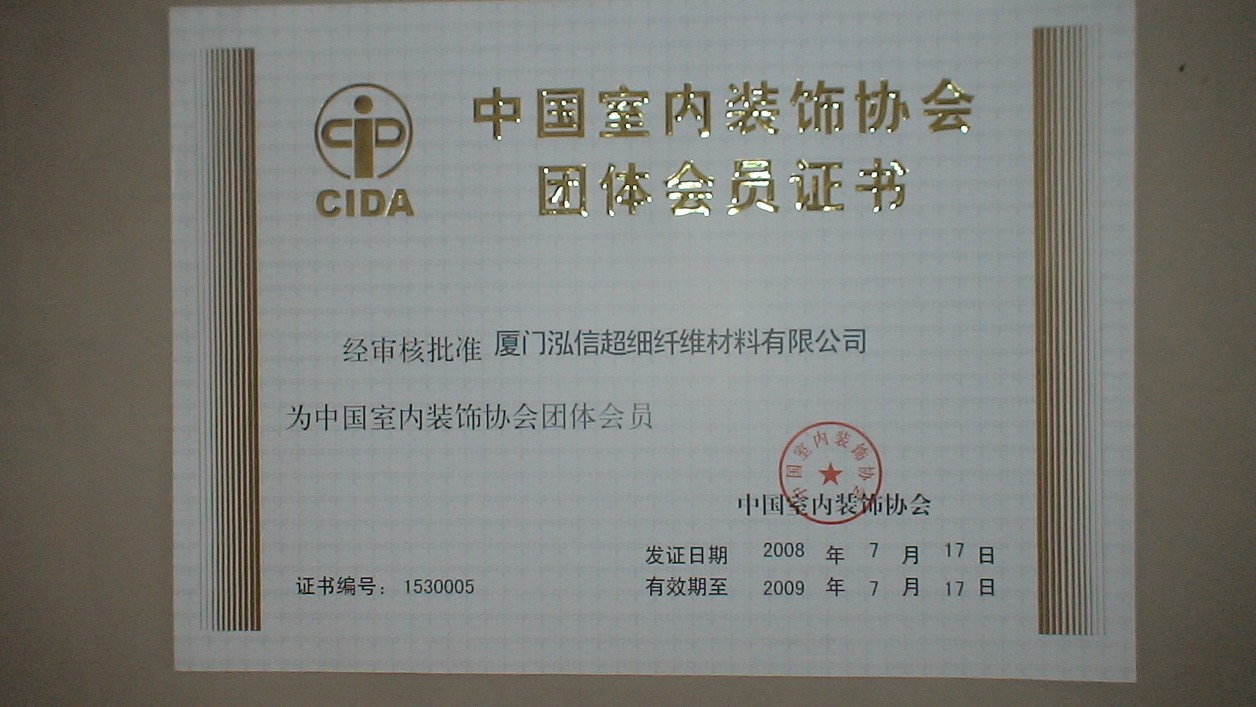 中国室内装饰协会
团体会员证书
CIDA
经审核批准 厦门泓信超细纤维材料有限公司
为中国室内装饰协会团体会员
中国室内装饰协会
中国室内装饰协会
发证日期 2008 年 7 月 17 日
有效期至 2009 年 7 月 17 日
证书编号： 1530005